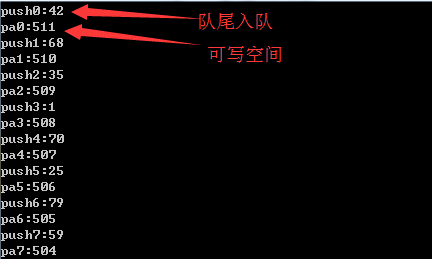 push0:42
队尾入队
pa0:511
可写空间
push1:68
pa1:510
push2:35
pa2:509
push3:1
pa3:508
push4:70
pa4:507
push5:25
pa5:506
push6:79
pa6:505
push7:59
pa7:504